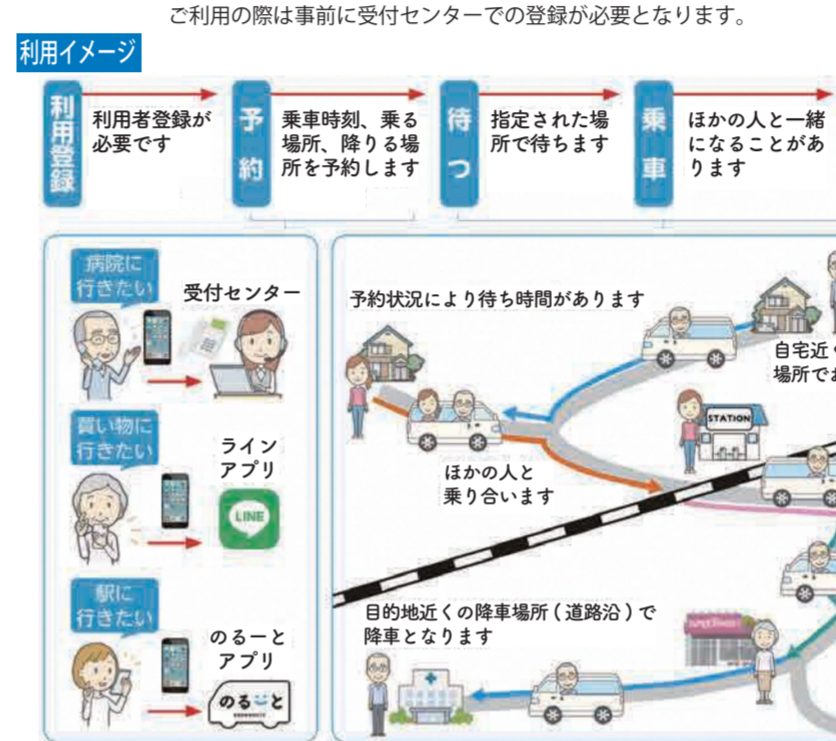 ご利用の際は事前に受付センターでの登録が必要となります。
利用イメージ
利用登録
利用者登録が
必要です
予約
乗車時刻、乗る
場所、降りる場
所を予約します
待つ
指定された場
所で待ちます
乗車
ほかの人と一緒
になることがあ
ります
病院に
行きたい
受付センター
買い物に
行きたい
ライン
アプリ
LINE
駅に
行きたい
のるーと
アプリ
のるーと
予約状況により待ち時間があります
自宅近く
場所でお
STATION
ほかの人と
乗り合います
目的地近くの降車場所(道路沿)で
降車となります